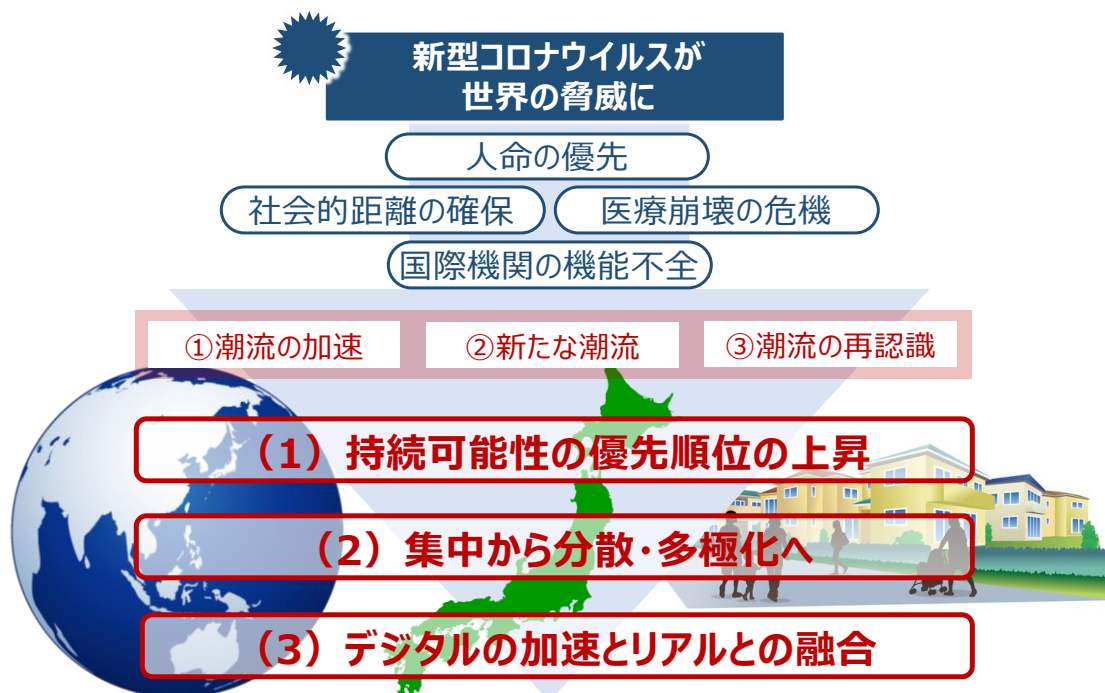 新型コロナウイルスが
世界の脅威に
人命の優先
社会的距離の確保
医療崩壊の危機
国際機関の機能不全
①潮流の加速
②新たな潮流
③潮流の再認識
（1）持続可能性の優先順位の上昇
（2）集中から分散・多極化へ
（3）デジタルの加速とリアルとの融合